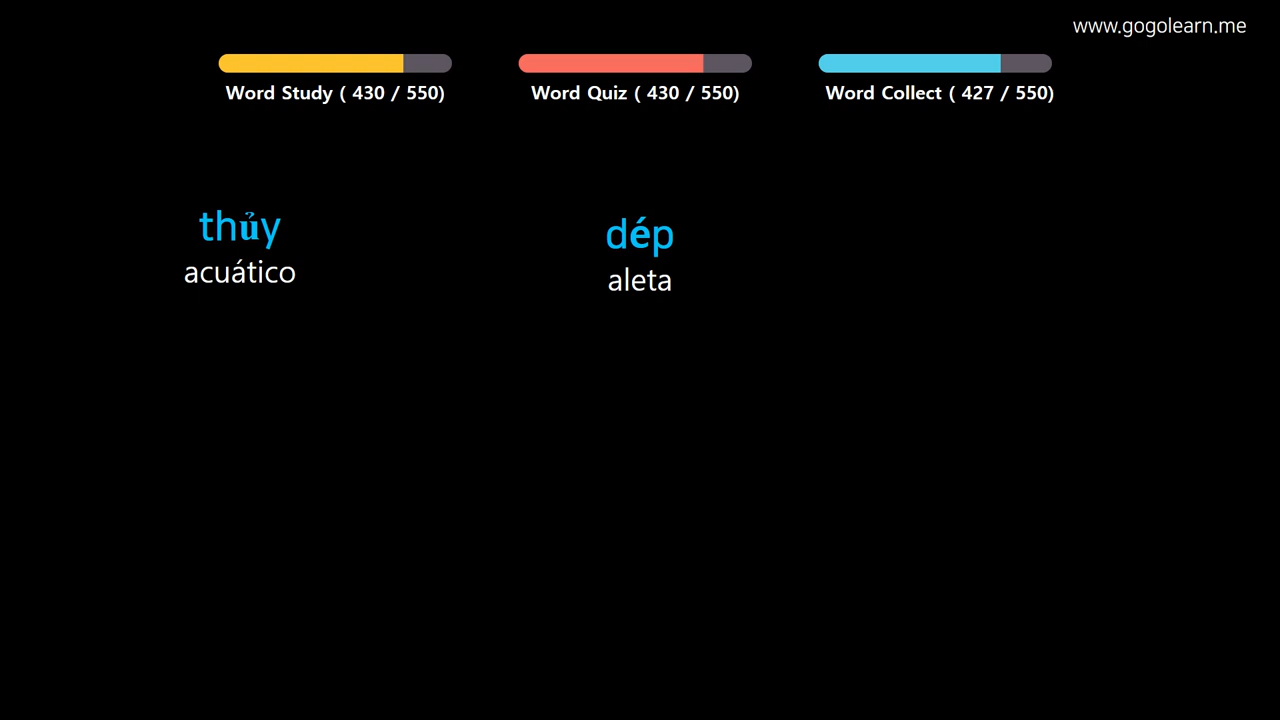 www.gogolearn.me
Word Study ( 430 / 550)
Word Quiz ( 430 / 550)
Word Collect ( 427 / 550)
thủy
acuático
dép
aleta